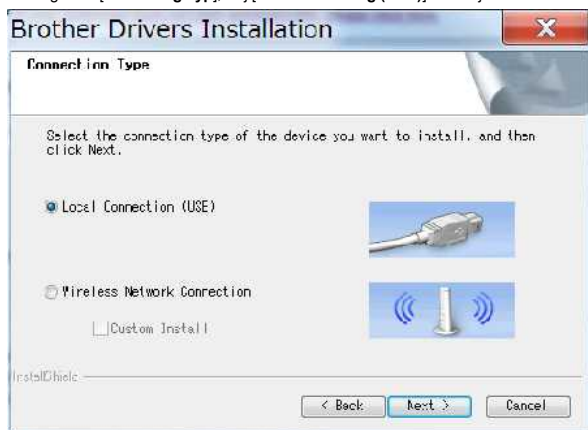 Brother Drivers Installation
Connection Type
Select the connection type of the device you want to install, and then
click Next.
Local Connection (USB)
Wireless Network Connection
Custom Install
InstallShield
< Back
Next >
Cancel